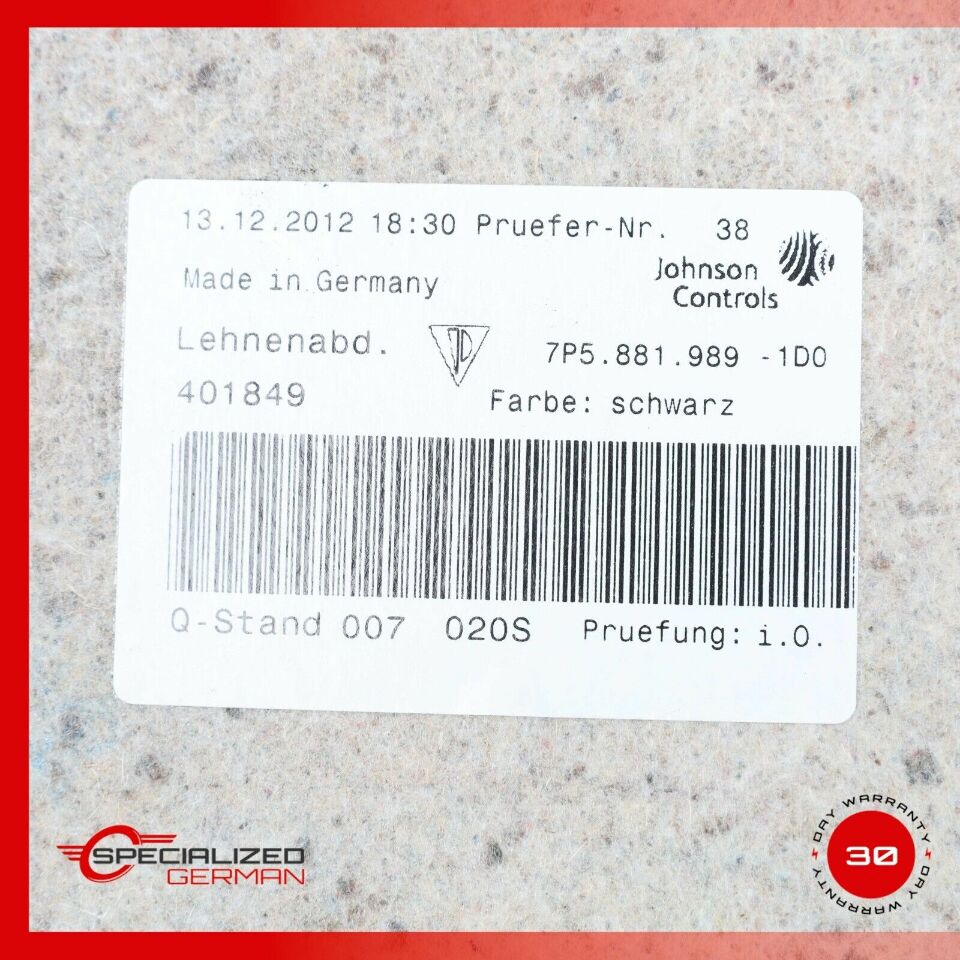 13.12.2012 18:30 Pruefer-Nr. 38
Johnson
Controls
Made in Germany
Lehnenabd.
7P5.881.989 -1D0
401849
Farbe: schwarz
Q-Stand 007 020S Pruefung: i.O.
SPECIALIZED
GERMAN
DAY WARRANTY
30
DAY WARRANTY